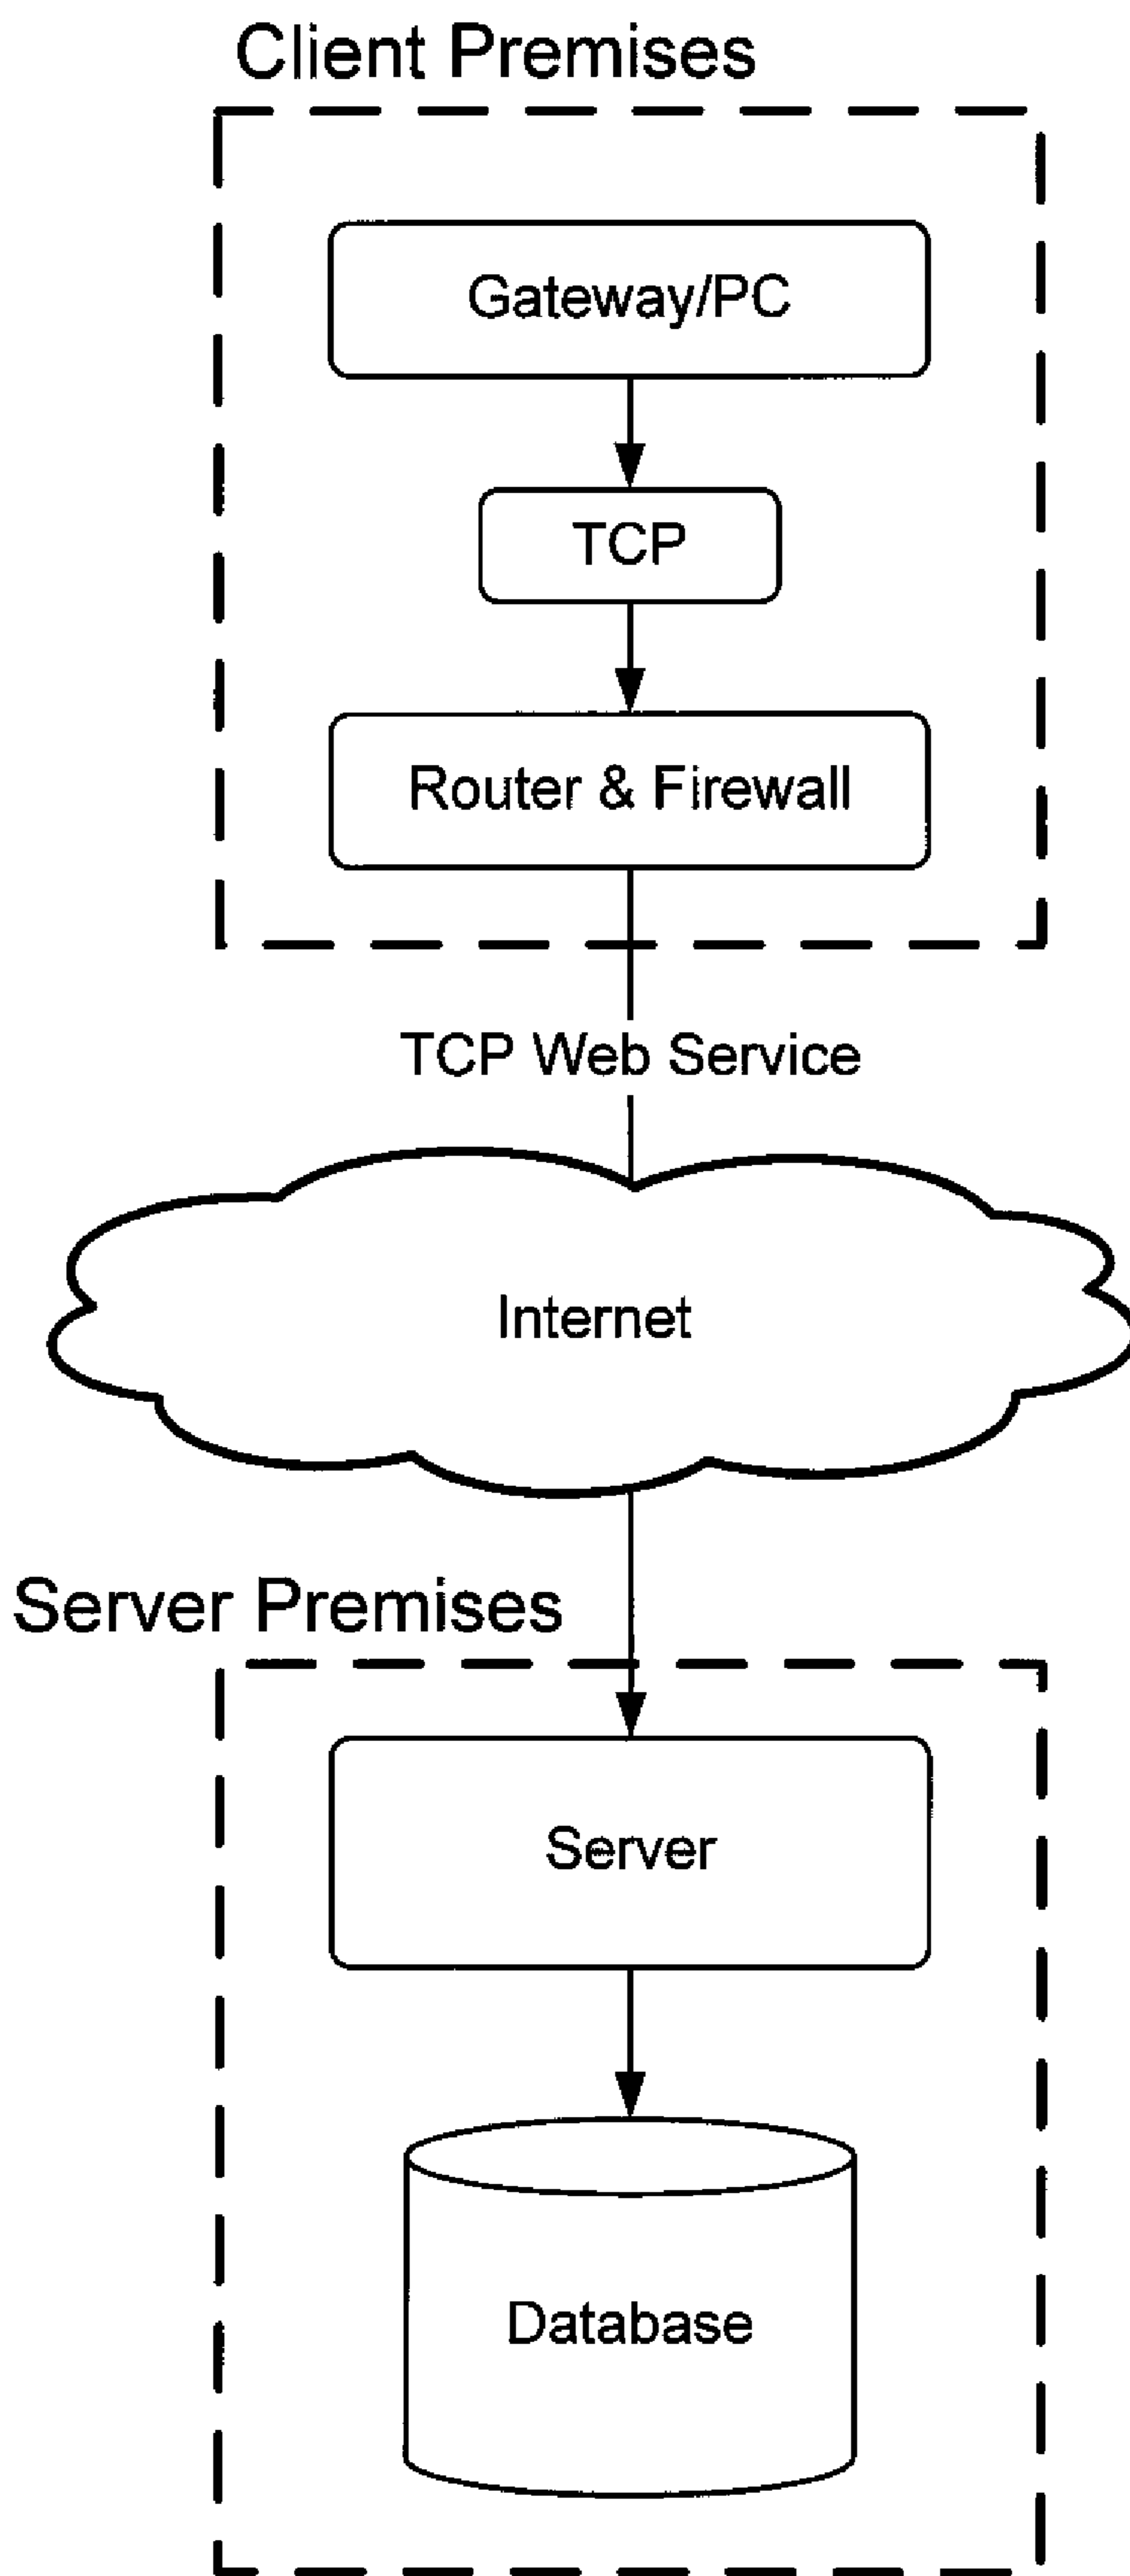 Client Premises
Gateway/PC
TCP
Router & Firewall
TCP Web Service
Internet
Server Premises
Server
Database